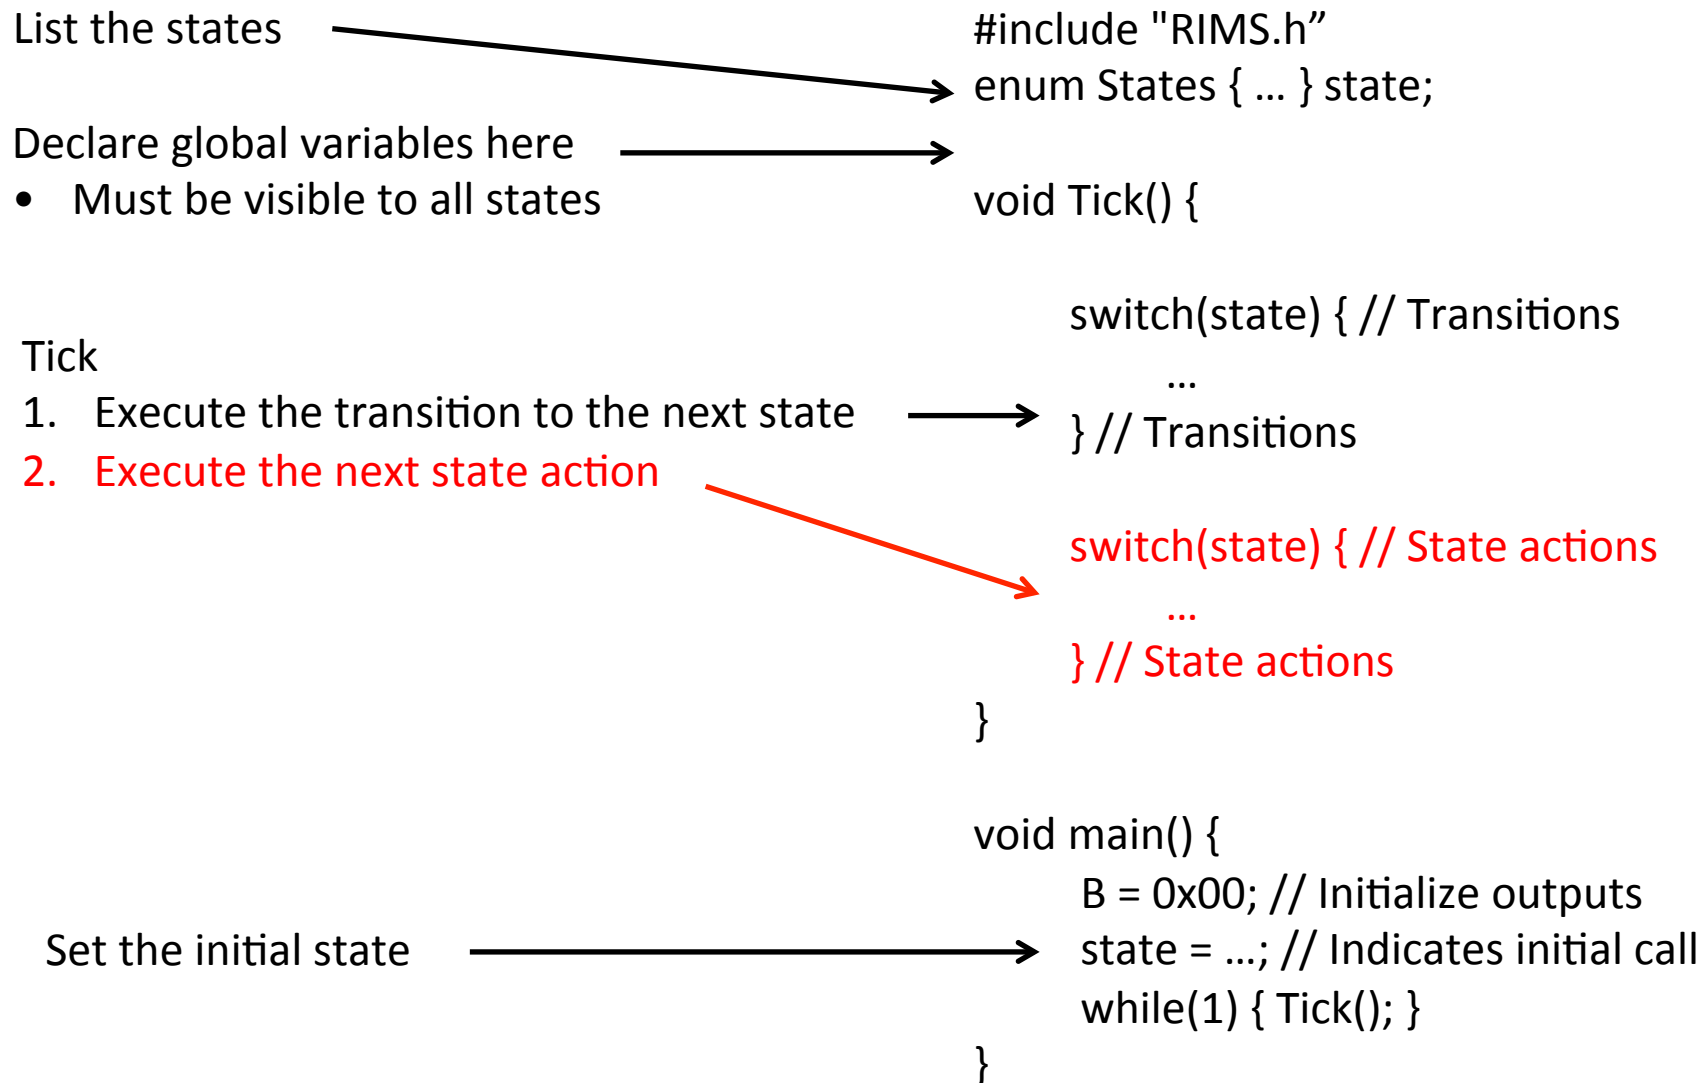 List the states
Declare global variables here
• Must be visible to all states
Tick
1. Execute the transition to the next state
2. Execute the next state action
Set the initial state
#include "RIMS.h”
enum States { … } state;
void Tick() {
switch(state) { // Transitions
…
} // Transitions
switch(state) { // State actions
…
} // State actions
}
void main() {
B = 0x00; // Initialize outputs
state = …; // Indicates initial call
while(1) { Tick(); }
}